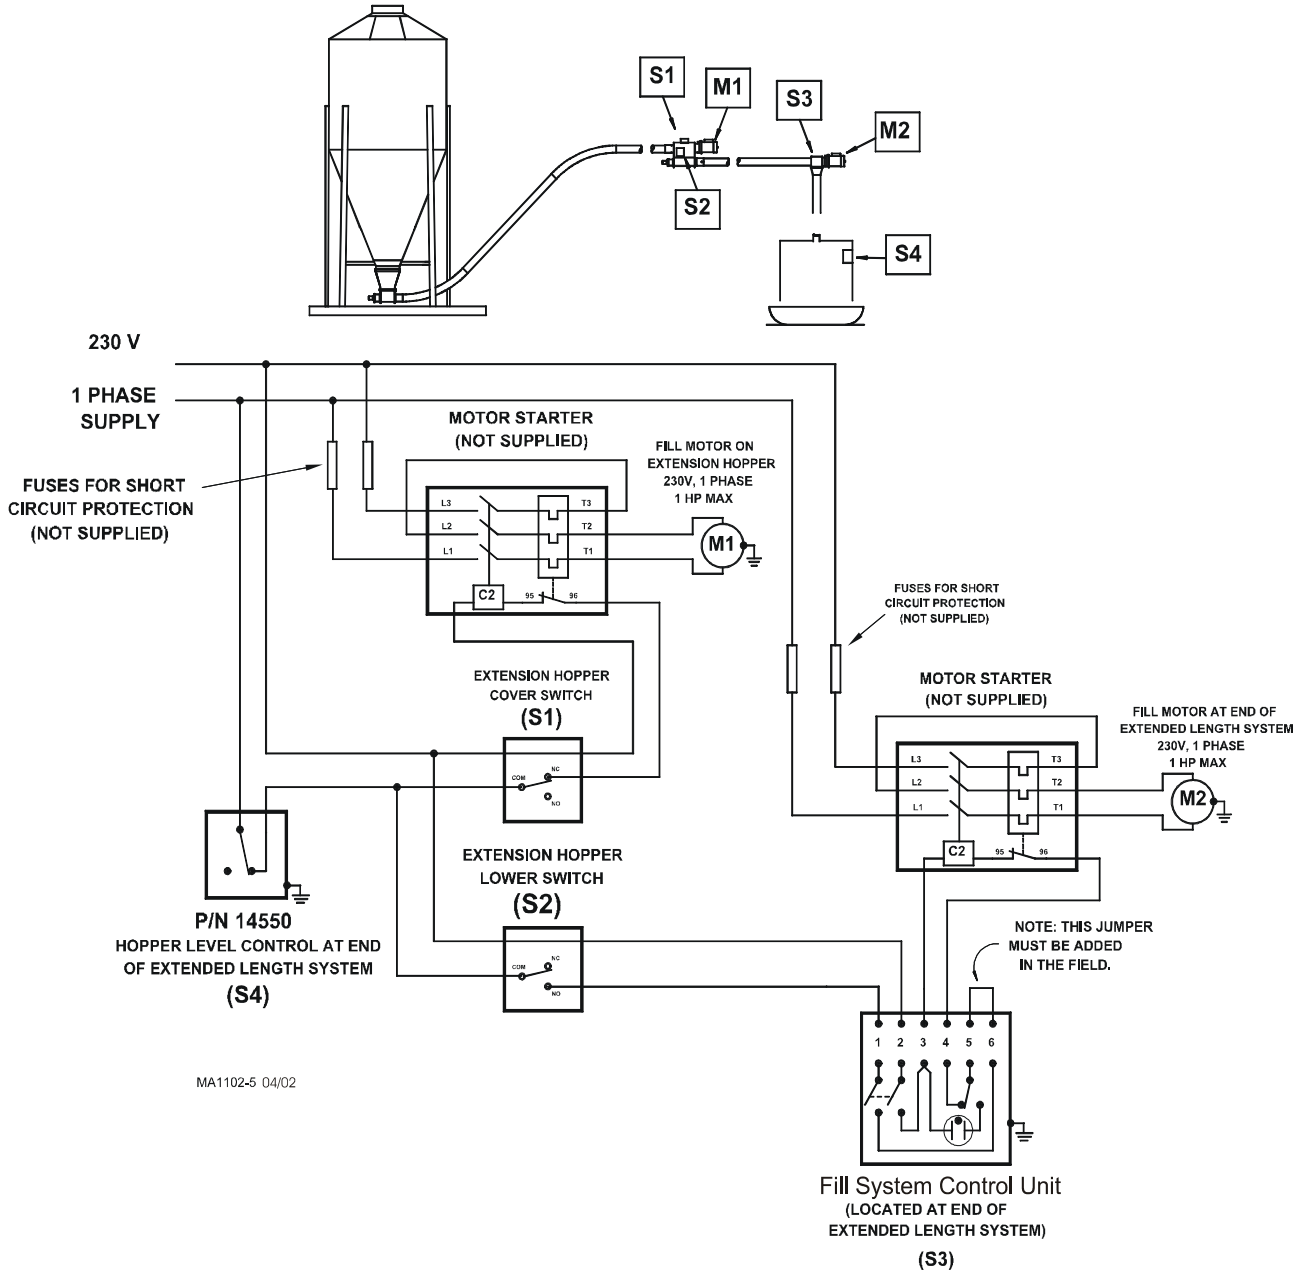 S1
M1
S3
M2
S2
S4
230 V
1 PHASE
SUPPLY
MOTOR STARTER
(NOT SUPPLIED)
FILL MOTOR ON
EXTENSION HOPPER
230V, 1 PHASE
1 HP MAX
FUSES FOR SHORT
CIRCUIT PROTECTION
(NOT SUPPLIED)
L3
T3
L2
T2
L1
T1
M1
C2
95
96
FUSES FOR SHORT
CIRCUIT PROTECTION
(NOT SUPPLIED)
EXTENSION HOPPER
COVER SWITCH
(S1)
COM
NC
NO
MOTOR STARTER
(NOT SUPPLIED)
FILL MOTOR AT END OF
EXTENDED LENGTH SYSTEM
230V, 1 PHASE
1 HP MAX
L3
T3
L2
T2
L1
T1
M2
C2
95
96
P/N 14550
HOPPER LEVEL CONTROL AT END
OF EXTENDED LENGTH SYSTEM
(S4)
EXTENSION HOPPER
LOWER SWITCH
(S2)
COM
NC
NO
NOTE: THIS JUMPER
MUST BE ADDED
IN THE FIELD.
1 2 3 4 5 6
MA1102-5 04/02
Fill System Control Unit
(LOCATED AT END OF
EXTENDED LENGTH SYSTEM)
(S3)